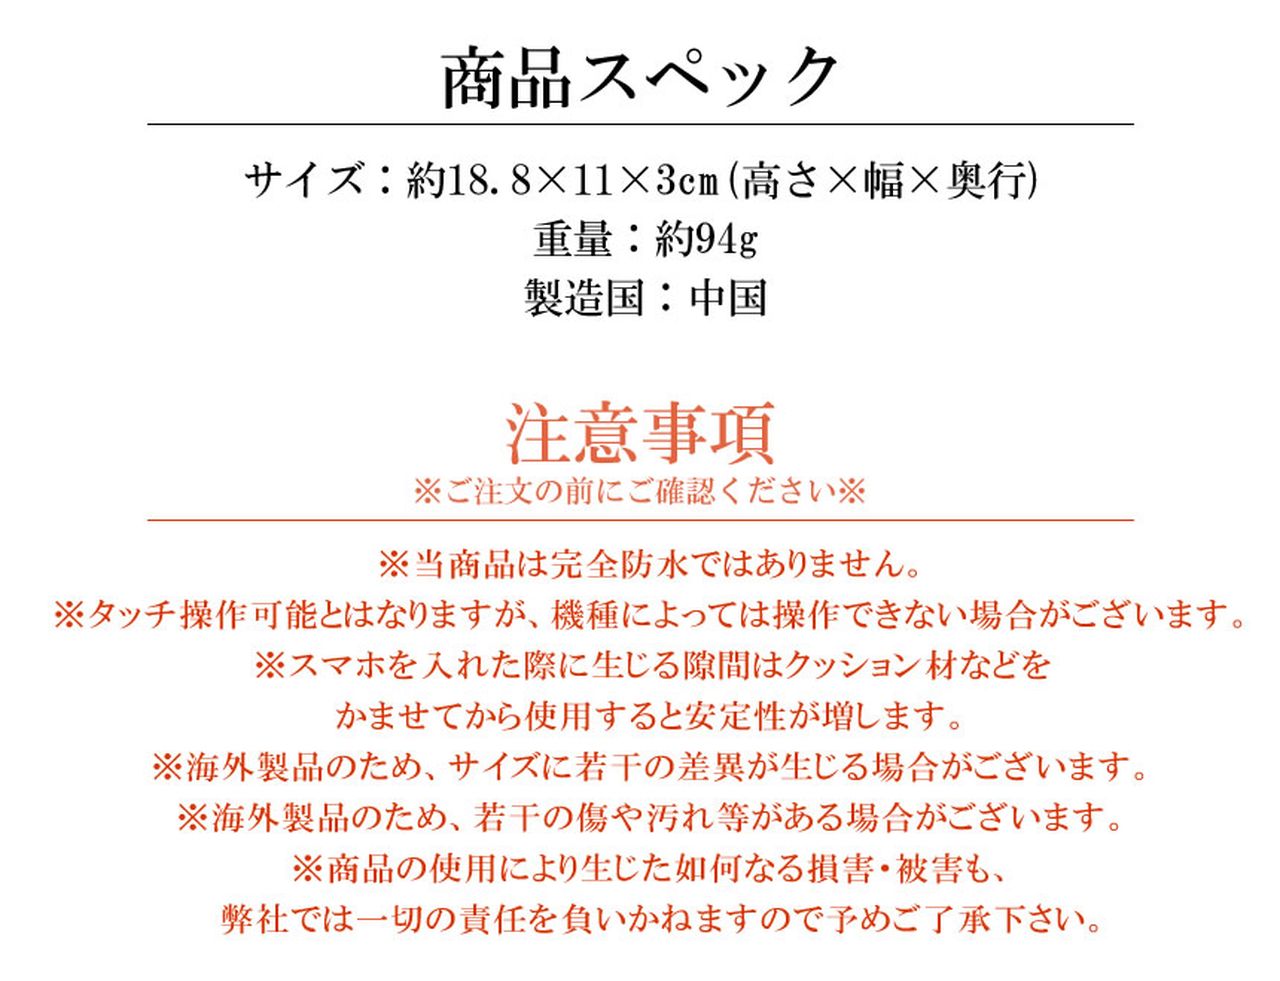 商品スペック
サイズ：約18.8×11×3cm(高さ×幅×奥行)
重量：約94g
製造国：中国
注意事項
※ご注文の前にご確認ください※
※当商品は完全防水ではありません。
※タッチ操作可能とはなりますが、機種によっては操作できない場合がございます。
※スマホを入れた際に生じる隙間はクッション材などを
かませてから使用すると安定性が増します。
※海外製品のため、サイズに若干の差異が生じる場合がございます。
※海外製品のため、若干の傷や汚れ等がある場合がございます。
※商品の使用により生じた如何なる損害・被害も、
弊社では一切の責任を負いかねますので予めご了承下さい。